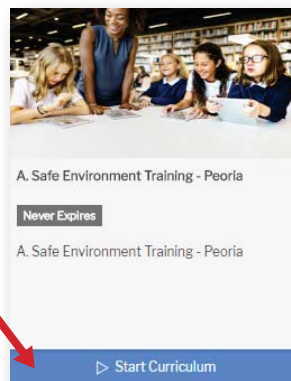 A. Safe Environment Training - Peoria
Never Expires
A. Safe Environment Training - Peoria
▷ Start Curriculum